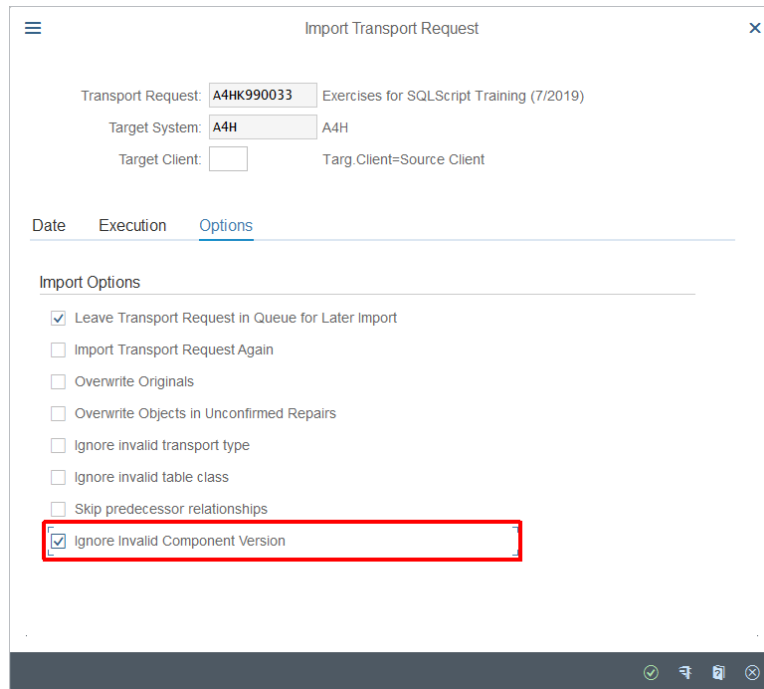 Import Transport Request
Transport Request: A4HK990033 Exercises for SQLScript Training (7/2019)
Target System: A4H A4H
Target Client: Targ.Client=Source Client
Date Execution Options
Import Options
Leave Transport Request in Queue for Later Import
Import Transport Request Again
Overwrite Originals
Overwrite Objects in Unconfirmed Repairs
Ignore invalid transport type
Ignore invalid table class
Skip predecessor relationships
Ignore Invalid Component Version